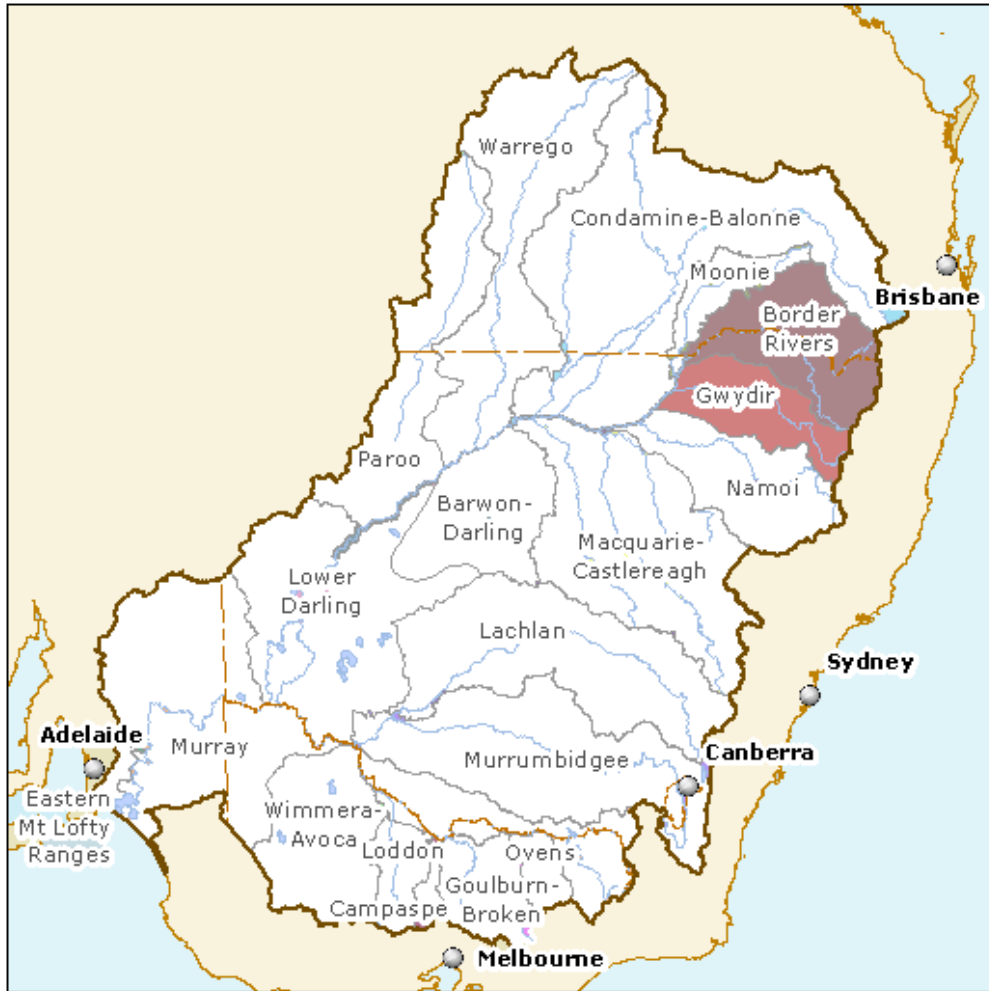 Warrego
Condamine-Balonne
Moonie
Brisbane
Border
Rivers
Gwydir
Paroo
Namoi
Barwon-
Darling
Macquarie-
Castlereagh
Lower
Darling
Lachlan
Sydney
Adelaide
Murray
Murrumbidgee
Canberra
Eastern
Mt Lofty
Ranges
Wimmera-
Avoca
Loddon
Ovens
Goulburn-
Broken
Campaspe
Melbourne